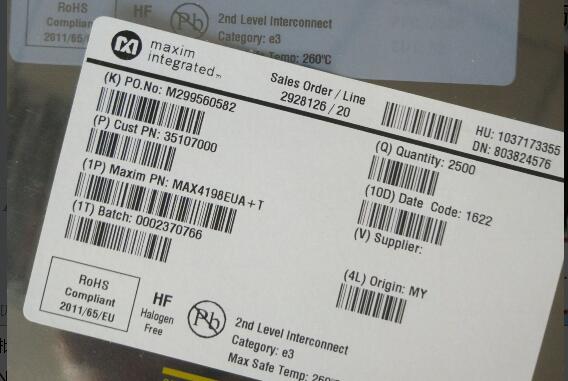 RoHS
Compliant
2011/65/EU
HF
Pb
2nd Level Interconnect
Category: e3
Safe Temp: 260°C
maxim
integrated™
Sales Order / Line
2928126 / 20
HU: 1037173355
DN: 803824576
(K) PO.No: M299560582
(P) Cust PN: 35107000
(Q) Quantity: 2500
(1P) Maxim PN: MAX4198EUA+T
(10D) Date Code: 1622
(1T) Batch: 0002370766
(V) Supplier:
(4L) Origin: MY
RoHS
Compliant
2011/65/EU
HF
Halogen
Free
Pb
2nd Level Interconnect
Category: e3
Max Safe Temp: 260°